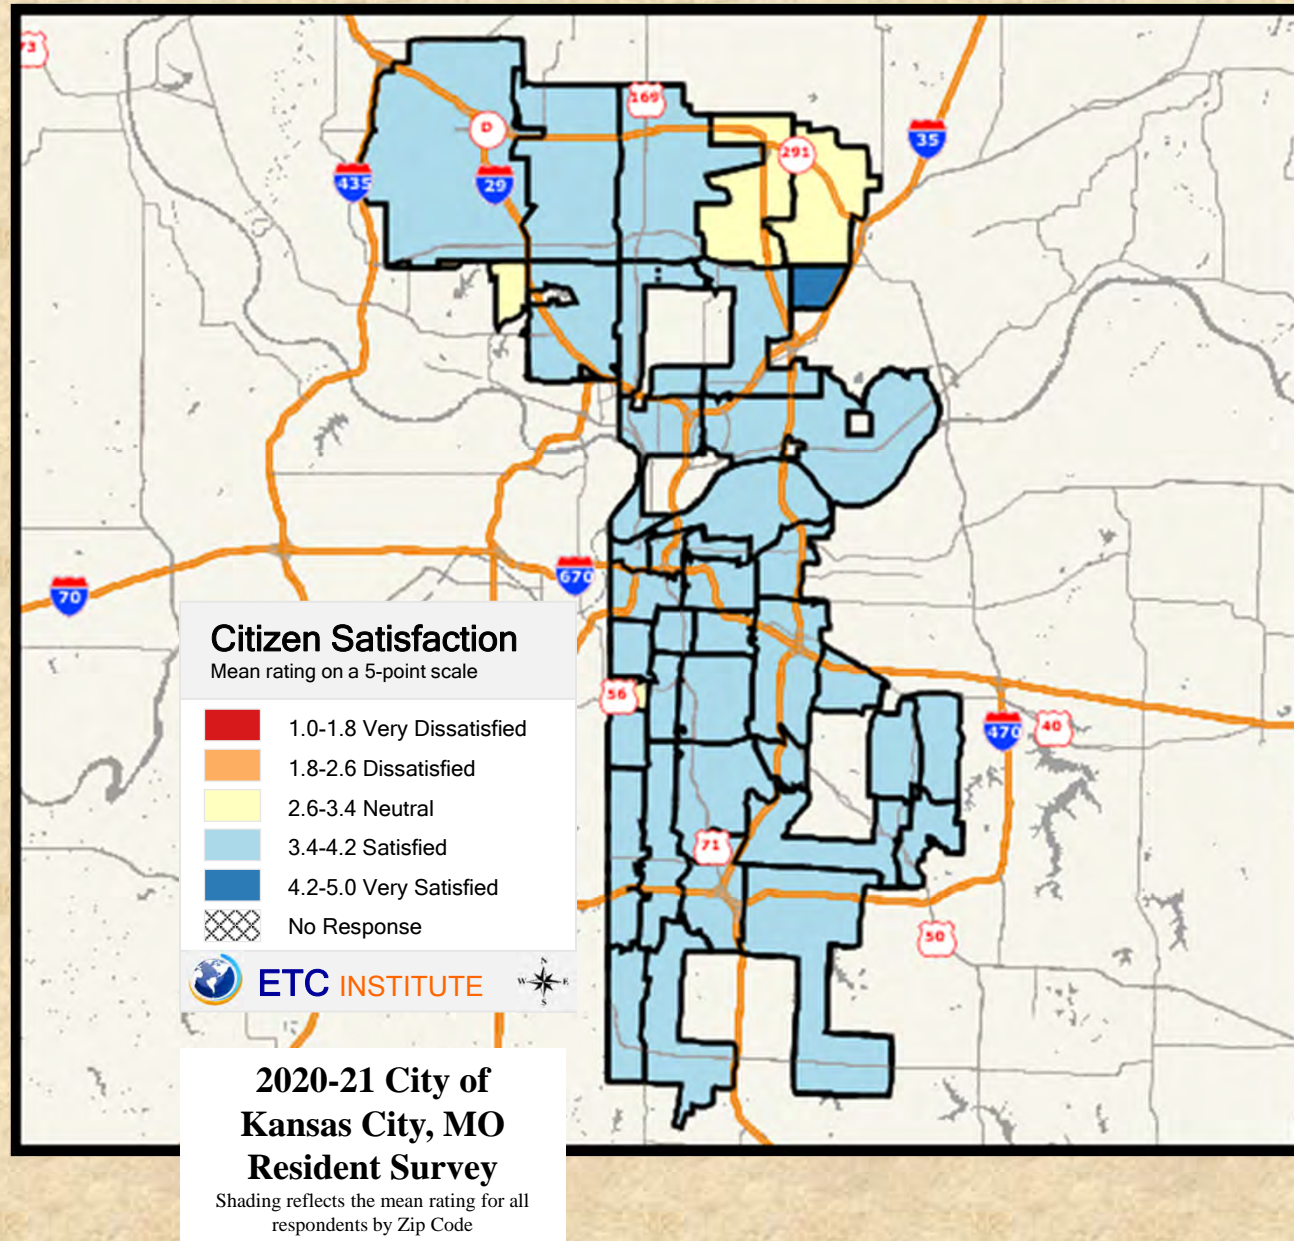 73
169
D
291
35
435
29
70
670
56
40
470
71
50
Citizen Satisfaction
Mean rating on a 5-point scale
1.0-1.8 Very Dissatisfied
1.8-2.6 Dissatisfied
2.6-3.4 Neutral
3.4-4.2 Satisfied
4.2-5.0 Very Satisfied
No Response
ETC INSTITUTE
N
W E
S
2020-21 City of
Kansas City, MO
Resident Survey
Shading reflects the mean rating for all
respondents by Zip Code